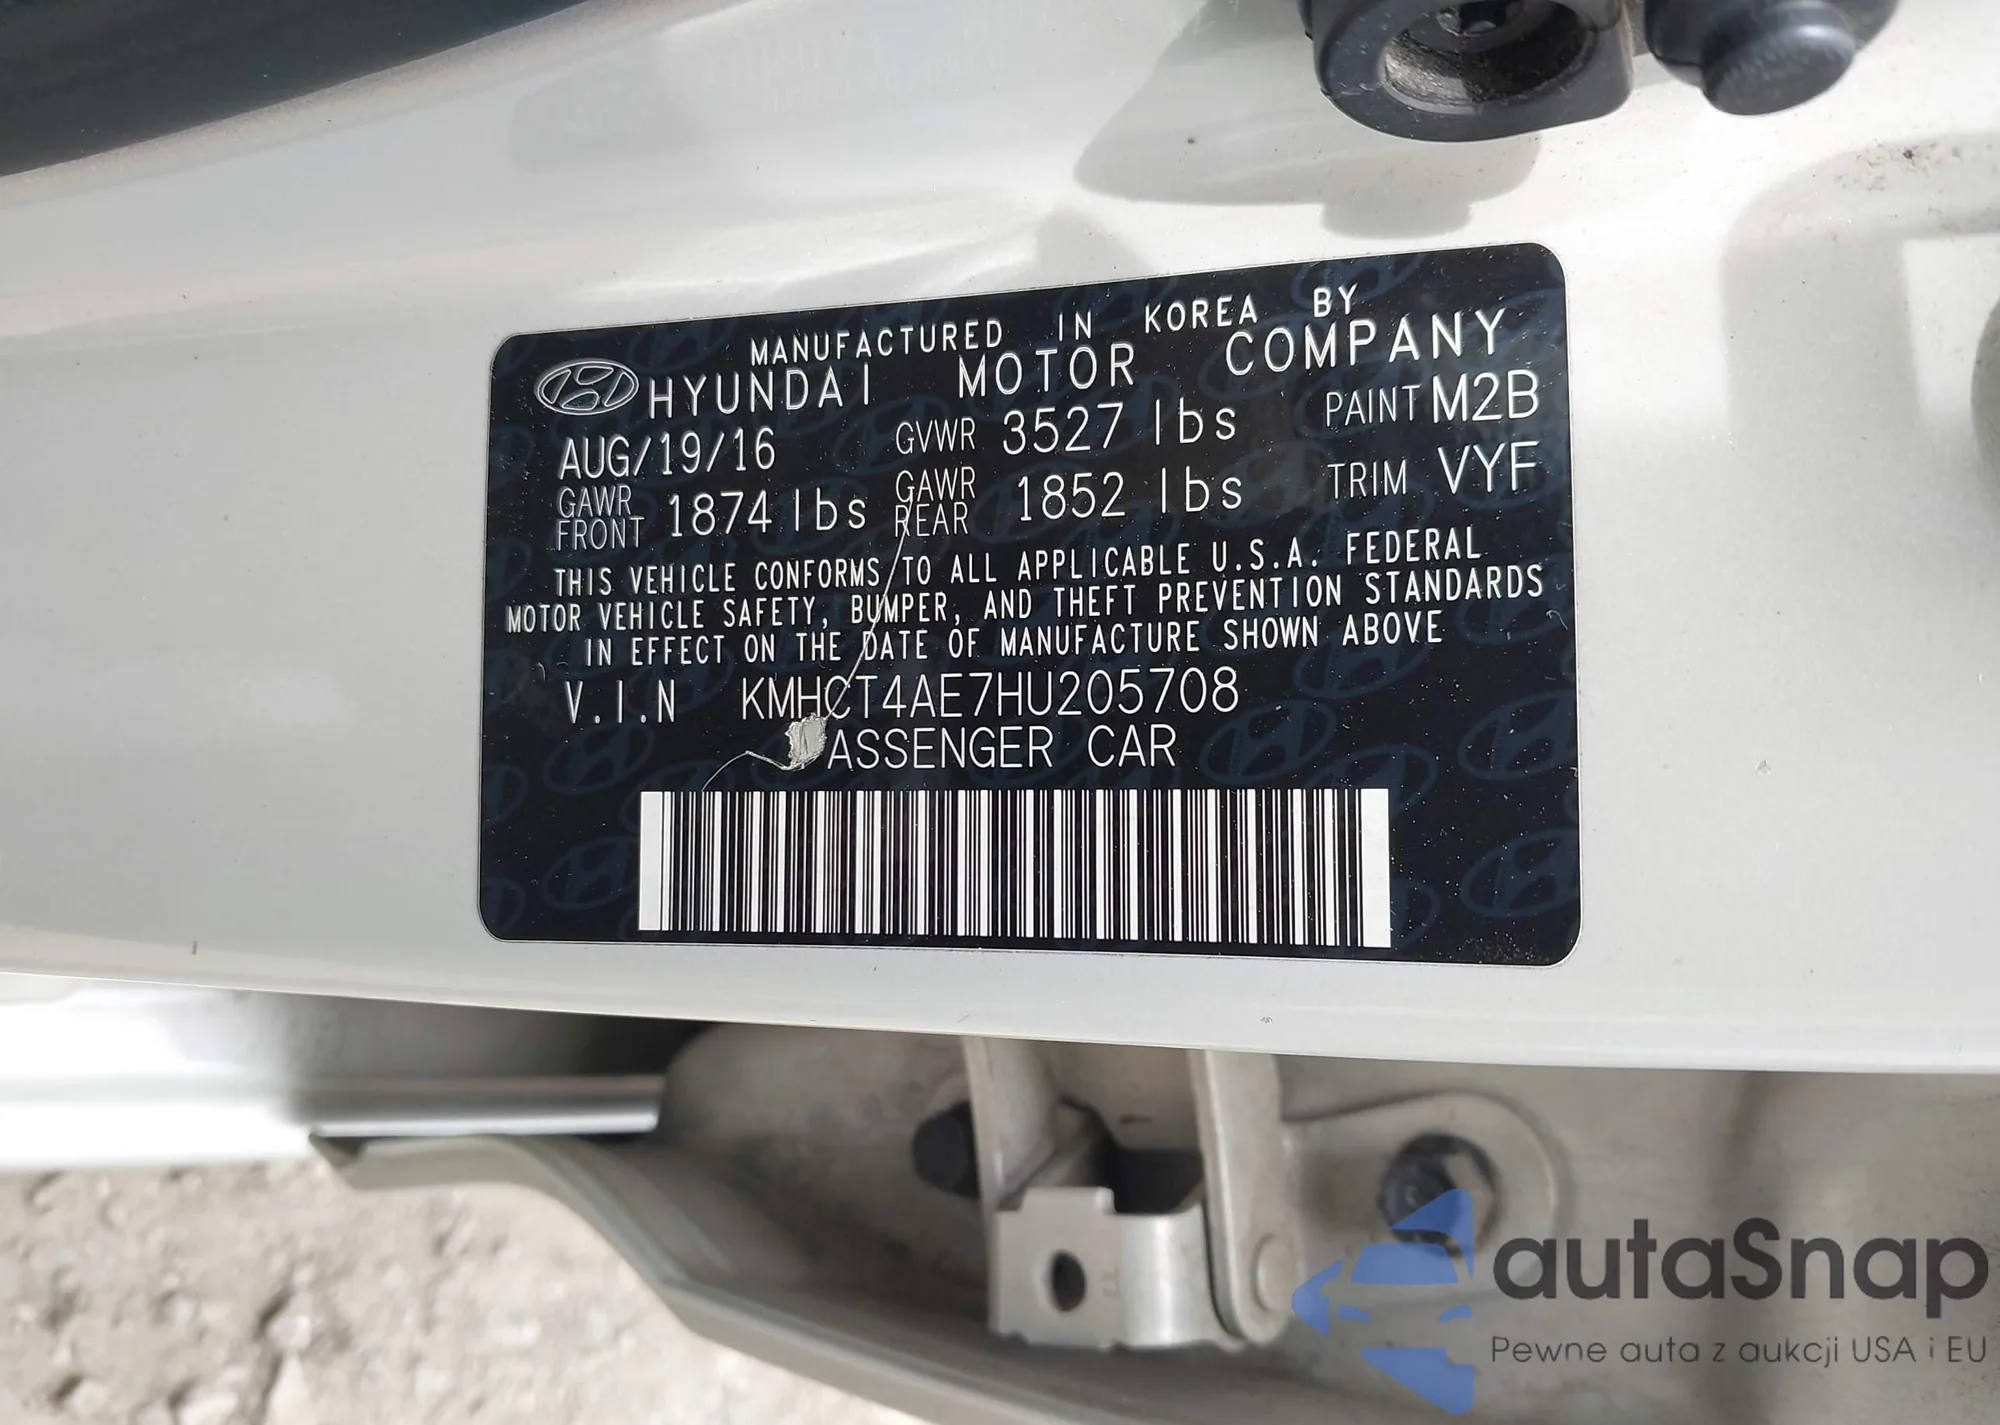 MANUFACTURED IN KOREA BY
HYUNDAI MOTOR COMPANY
AUG/19/16 GVWR 3527 lbs PAINT M2B
GAWR FRONT 1874 lbs GAWR REAR 1852 lbs TRIM VYF
THIS VEHICLE CONFORMS TO ALL APPLICABLE U.S.A. FEDERAL
MOTOR VEHICLE SAFETY, BUMPER, AND THEFT PREVENTION STANDARDS
IN EFFECT ON THE DATE OF MANUFACTURE SHOWN ABOVE
V.I.N KMHCT4AE7HU205708
PASSENGER CAR
autaSnap
Pewne auta z aukcji USA i EU